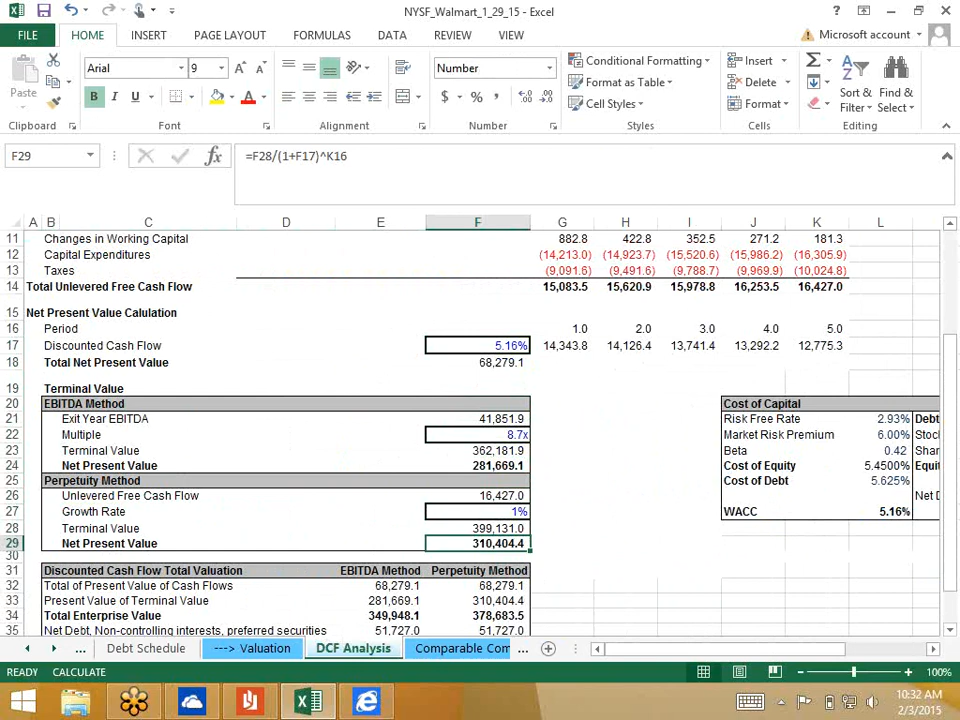 NYSF_Walmart_1_29_15 - Excel
FILE HOME INSERT PAGE LAYOUT FORMULAS DATA REVIEW VIEW Microsoft account
Paste Arial 9 Number Conditional Formatting Insert
B I U $ % , Format as Table Delete Sort & Find &
Cell Styles Format Filter Select
Clipboard Font Alignment Number Styles Cells Editing
F29 fx =F28/(1+F17)^K16
A B C D E F G H I J K L
11 Changes in Working Capital 882.8 422.8 352.5 271.2 181.3
12 Capital Expenditures (14,213.0) (14,923.7) (15,520.6) (15,986.2) (16,305.9)
13 Taxes (9,091.6) (9,491.6) (9,788.7) (9,969.9) (10,024.8)
14 Total Unlevered Free Cash Flow 15,083.5 15,620.9 15,978.8 16,253.5 16,427.0
15 Net Present Value Calulation
16 Period 1.0 2.0 3.0 4.0 5.0
17 Discounted Cash Flow 5.16% 14,343.8 14,126.4 13,741.4 13,292.2 12,775.3
18 Total Net Present Value 68,279.1
19 Terminal Value
20 EBITDA Method Cost of Capital
21 Exit Year EBITDA 41,851.9 Risk Free Rate 2.93% Debt
22 Multiple 8.7x Market Risk Premium 6.00% Stoc
23 Terminal Value 362,181.9 Beta 0.42 Shar
24 Net Present Value 281,669.1 Cost of Equity 5.4500% Equit
25 Perpetuity Method Cost of Debt 5.625%
26 Unlevered Free Cash Flow 16,427.0 Net D
27 Growth Rate 1% WACC 5.16%
28 Terminal Value 399,131.0
29 Net Present Value 310,404.4
30
31 Discounted Cash Flow Total Valuation EBITDA Method Perpetuity Method
32 Total of Present Value of Cash Flows 68,279.1 68,279.1
33 Present Value of Terminal Value 281,669.1 310,404.4
34 Total Enterprise Value 349,948.1 378,683.5
35 Net Debt, Non-controlling interests, preferred securities 51,727.0 51,727.0
... Debt Schedule ---> Valuation DCF Analysis Comparable Com ...
READY CALCULATE 100%
10:32 AM
2/3/2015